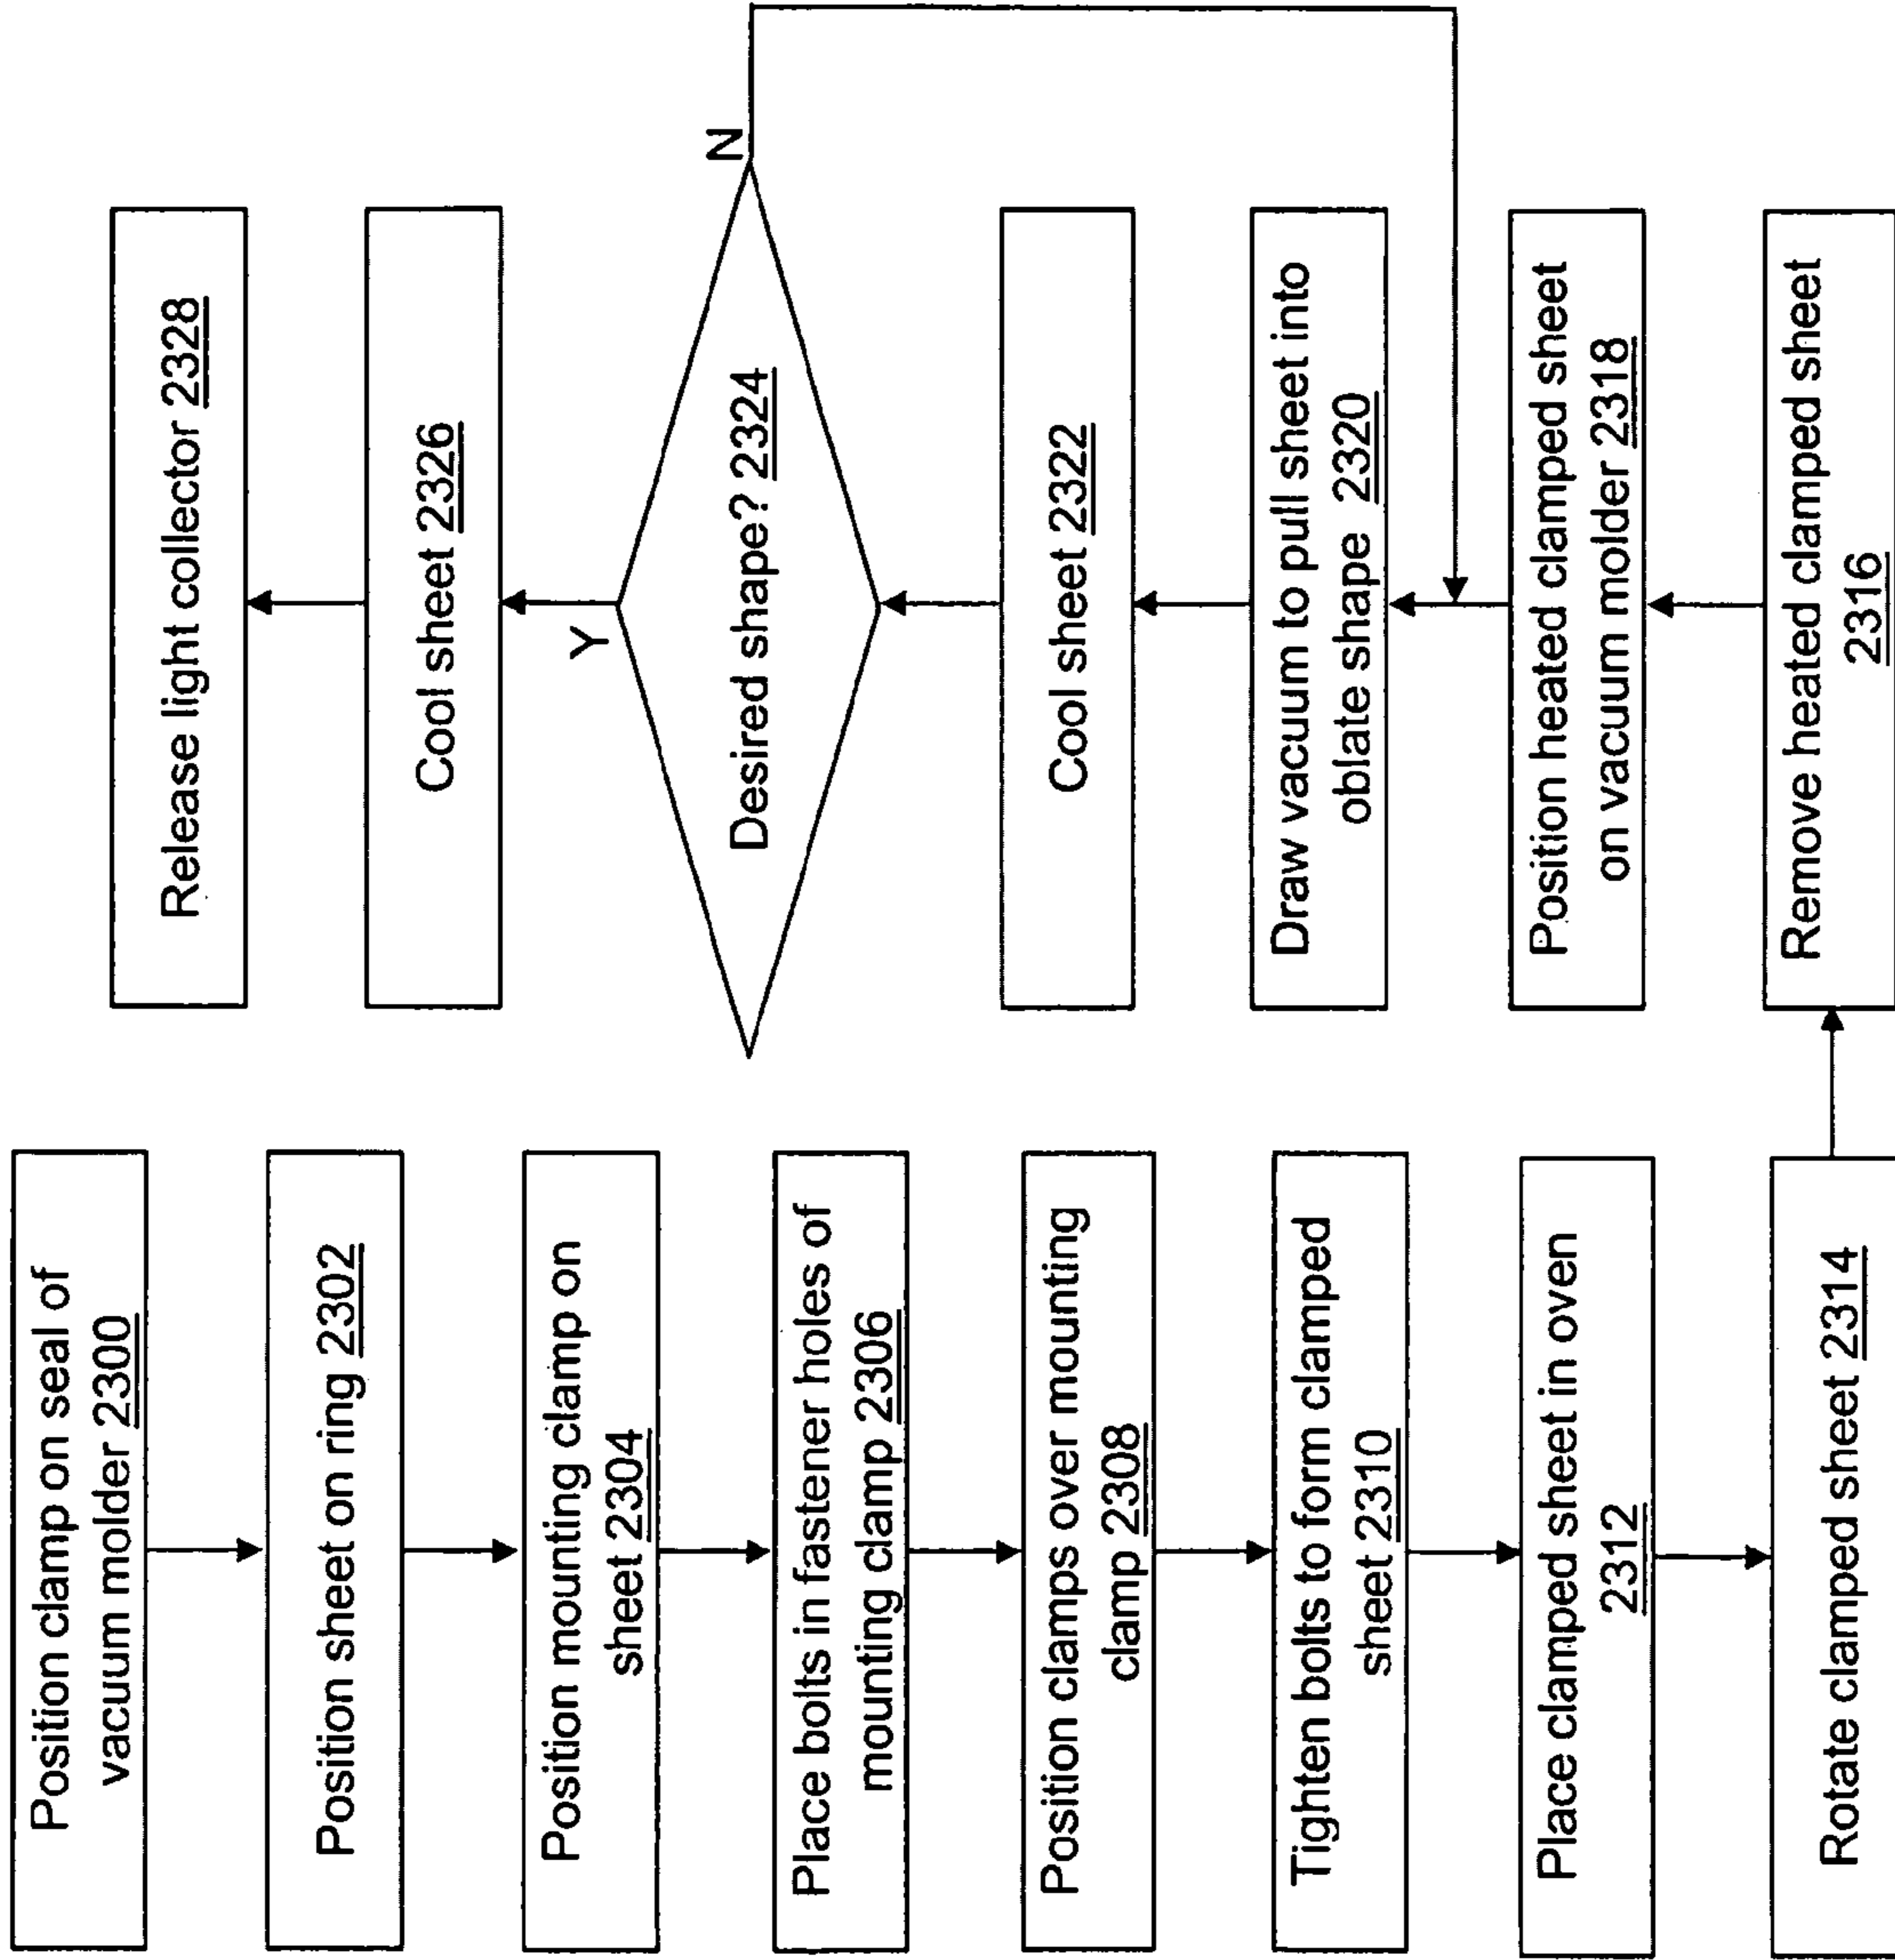 Position clamp on seal of
vacuum molder 2300
Position sheet on ring 2302
Position mounting clamp on
sheet 2304
Place bolts in fastener holes of
mounting clamp 2306
Position clamps over mounting
clamp 2308
Tighten bolts to form clamped
sheet 2310
Place clamped sheet in oven
2312
Rotate clamped sheet 2314
Remove heated clamped sheet
2316
Position heated clamped sheet
on vacuum molder 2318
Draw vacuum to pull sheet into
oblate shape 2320
Cool sheet 2322
Desired shape? 2324
N
Y
Cool sheet 2326
Release light collector 2328